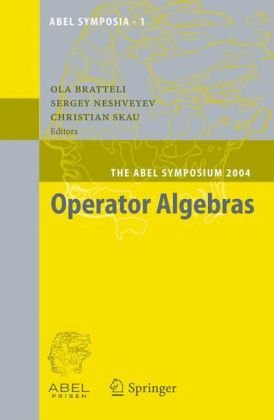 ABEL SYMPOSIA · 1
OLA BRATTELI
SERGEY NESHVEYEV
CHRISTIAN SKAU
Editors
THE ABEL SYMPOSIUM 2004
Operator Algebras
ABEL
PRISEN
Springer